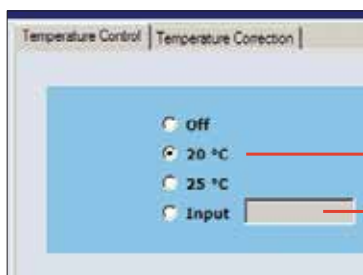 Temperature Control Temperature Correction
Off
20 °C
25 °C
Input